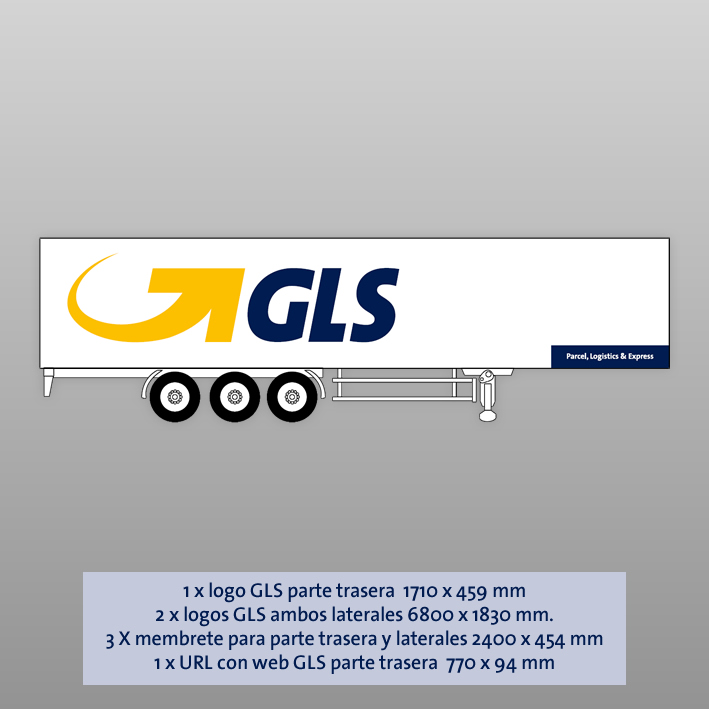 GLS
Parcel, Logistics & Express
1 x logo GLS parte trasera 1710 x 459 mm
2 x logos GLS ambos laterales 6800 x 1830 mm.
3 X membrete para parte trasera y laterales 2400 x 454 mm
1 x URL con web GLS parte trasera 770 x 94 mm